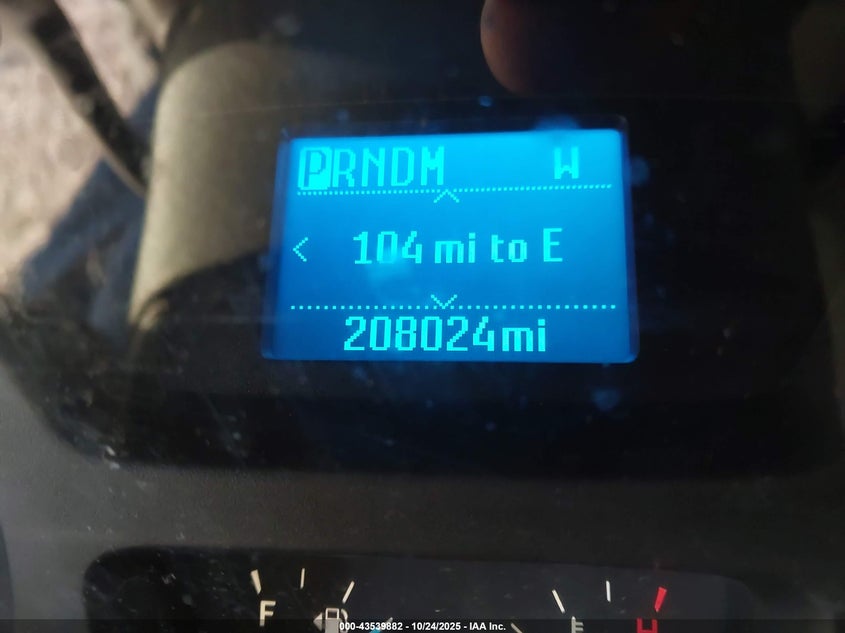 PRNDM W
< 104 mi to E
208024mi
F E H
000-43539882 - 10/24/2025 - IAA Inc.